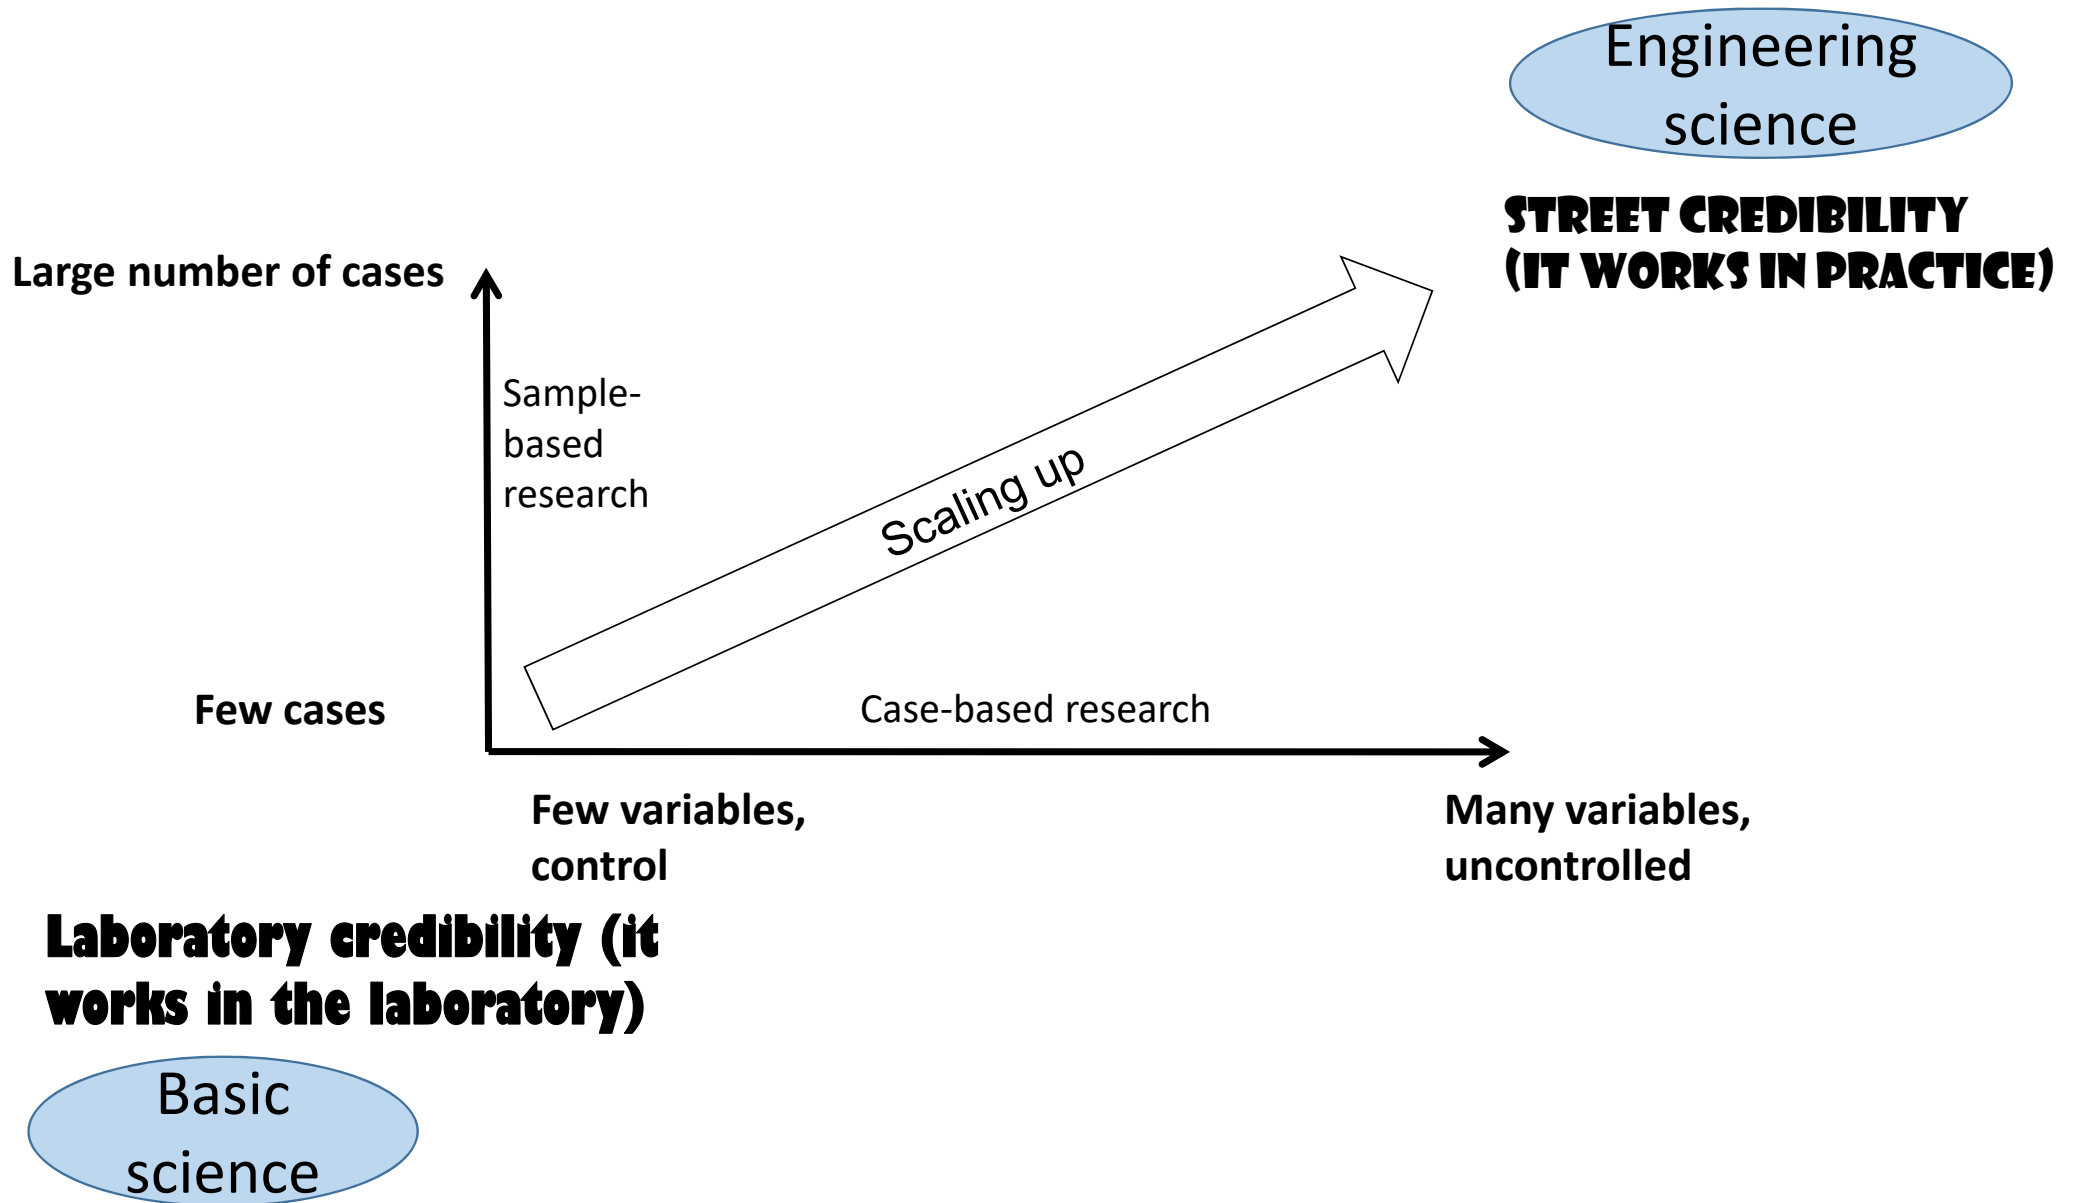 Engineering
science
STREET CREDIBILITY
(IT WORKS IN PRACTICE)
Large number of cases
Sample-
based
research
Scaling up
Few cases
Case-based research
Few variables,
control
Many variables,
uncontrolled
Laboratory credibility (it
works in the laboratory)
Basic
science